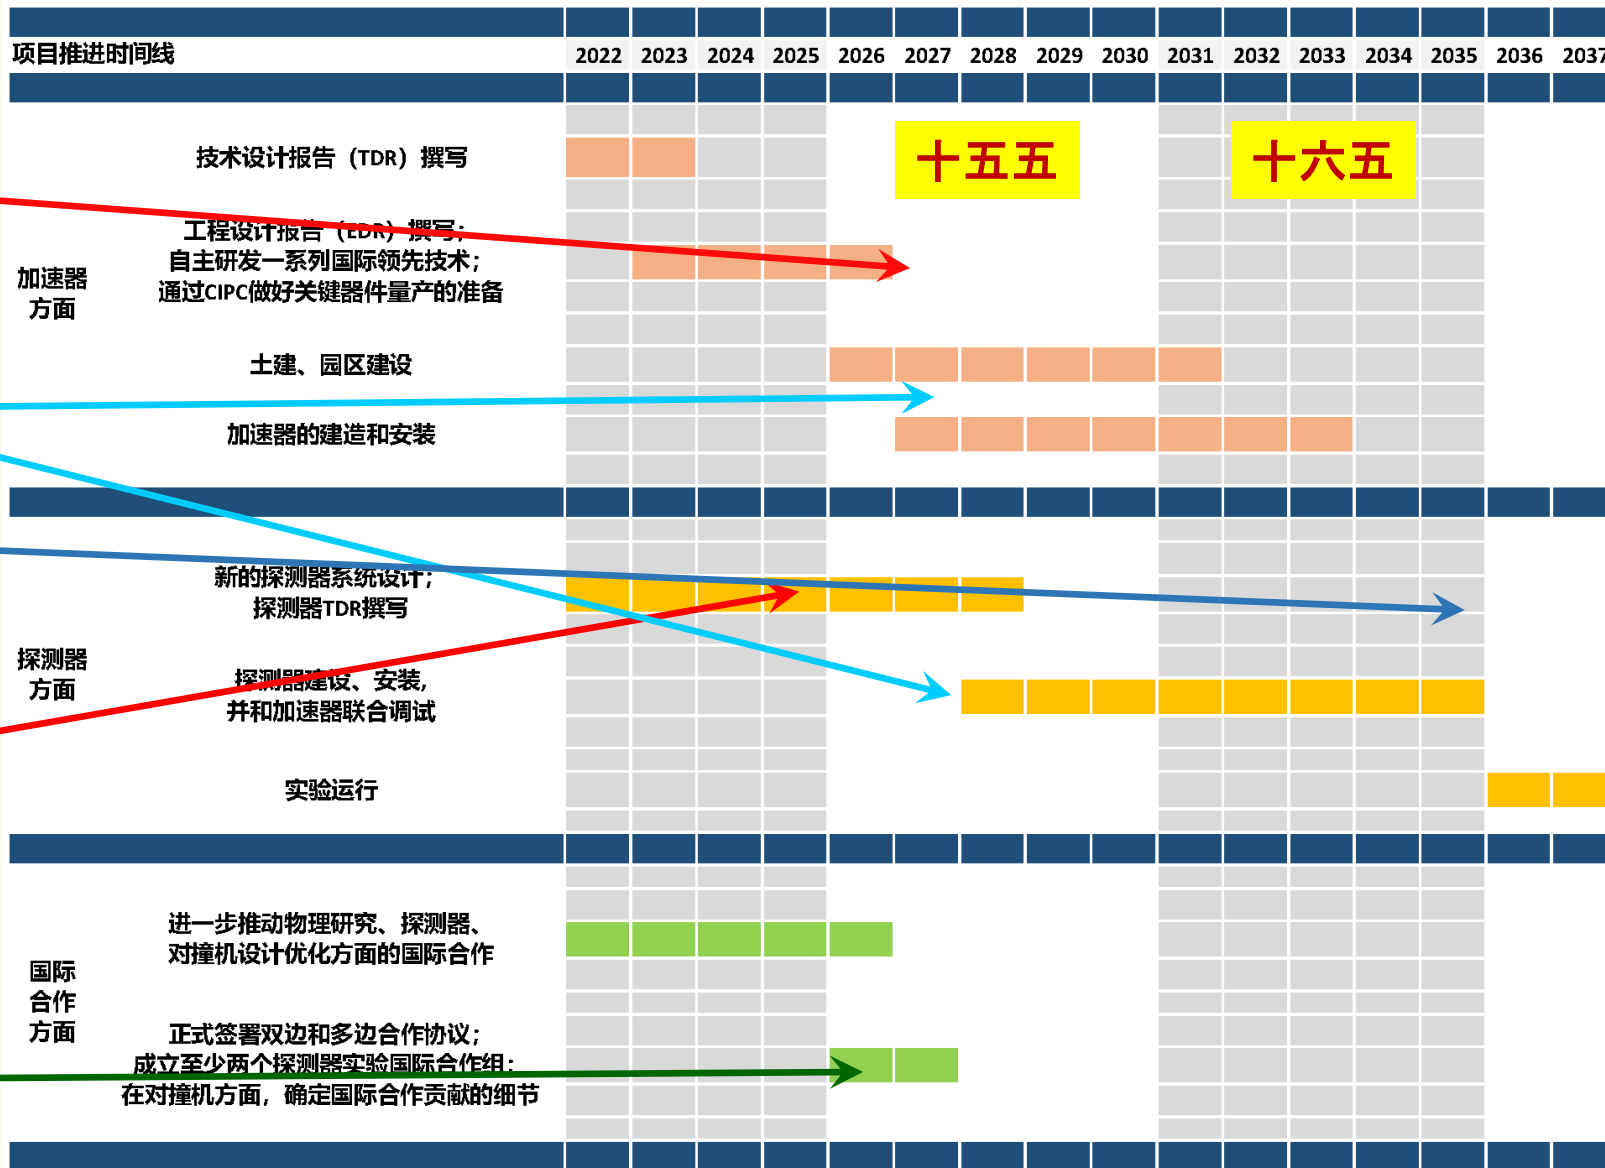 项目推进时间线
2022 2023 2024 2025 2026 2027 2028 2029 2030 2031 2032 2033 2034 2035 2036 2037
十五五
十六五
加速器
方面
技术设计报告（TDR）撰写
工程设计报告（EDR）撰写；
自主研发一系列国际领先技术；
通过CIPC做好关键器件量产的准备
土建、园区建设
加速器的建造和安装
探测器
方面
新的探测器系统设计；
探测器TDR撰写
探测器建设、安装，
并和加速器联合调试
实验运行
国际
合作
方面
进一步推动物理研究、探测器、
对撞机设计优化方面的国际合作
正式签署双边和多边合作协议；
成立至少两个探测器实验国际合作组；
在对撞机方面，确定国际合作贡献的细节